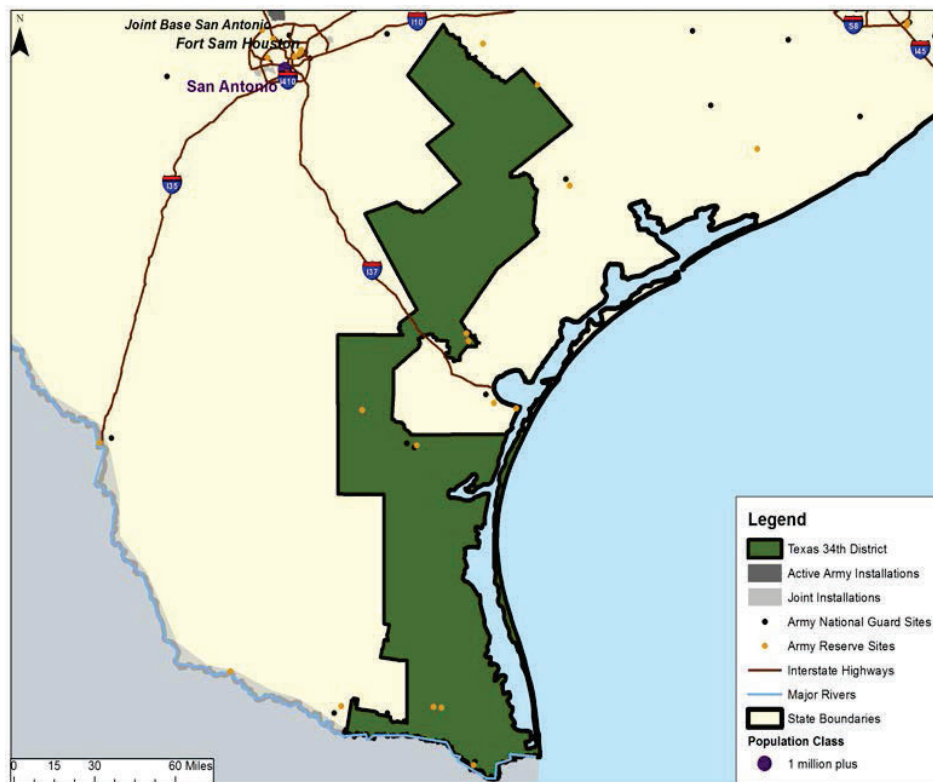 N
Joint Base San Antonio
Fort Sam Houston
San Antonio
I10
I410
I35
I37
I45
Legend
Texas 34th District
Active Army Installations
Joint Installations
Army National Guard Sites
Army Reserve Sites
Interstate Highways
Major Rivers
State Boundaries
Population Class
1 million plus
0 15 30 60 Miles